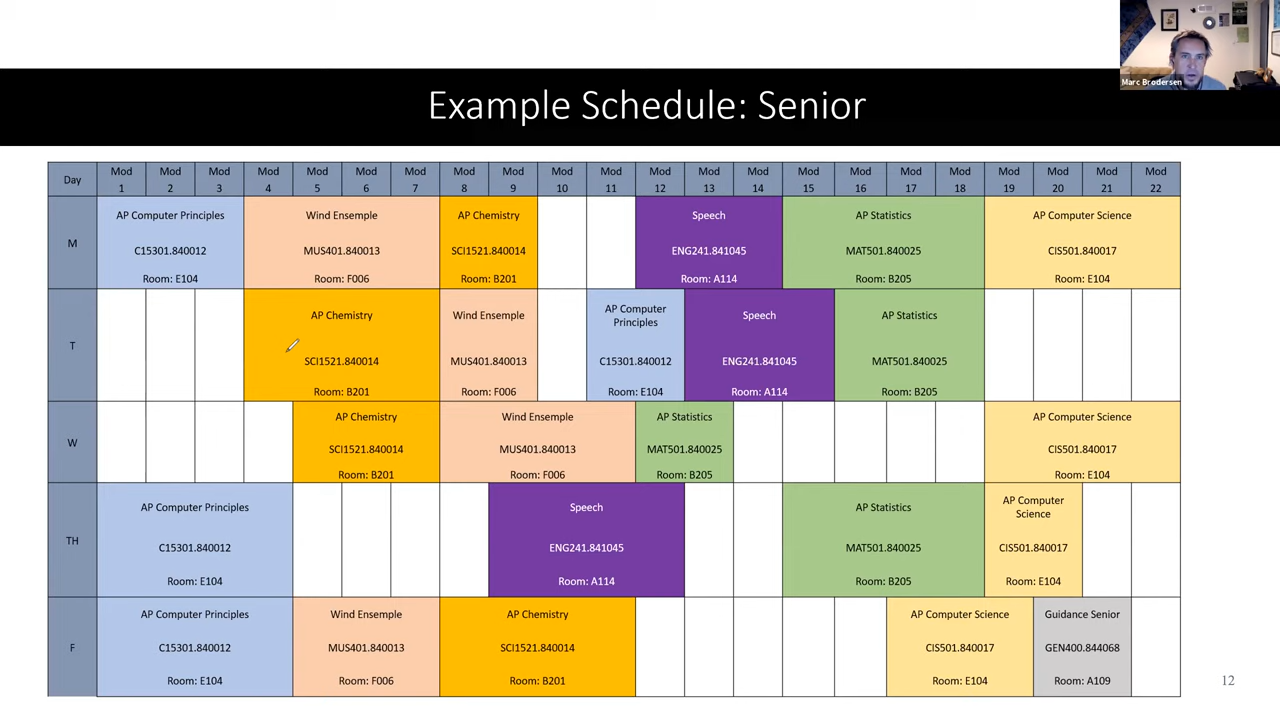 Marc Brodersen
Example Schedule: Senior
Day Mod 1 Mod 2 Mod 3 Mod 4 Mod 5 Mod 6 Mod 7 Mod 8 Mod 9 Mod 10 Mod 11 Mod 12 Mod 13 Mod 14 Mod 15 Mod 16 Mod 17 Mod 18 Mod 19 Mod 20 Mod 21 Mod 22
M
AP Computer Principles
C15301.840012
Room: E104
Wind Ensemple
MUS401.840013
Room: F006
AP Chemistry
SCI1521.840014
Room: B201
Speech
ENG241.841045
Room: A114
AP Statistics
MAT501.840025
Room: B205
AP Computer Science
CIS501.840017
Room: E104
T
AP Chemistry
SCI1521.840014
Room: B201
Wind Ensemple
MUS401.840013
Room: F006
AP Computer
Principles
C15301.840012
Room: E104
Speech
ENG241.841045
Room: A114
AP Statistics
MAT501.840025
Room: B205
W
AP Chemistry
SCI1521.840014
Room: B201
Wind Ensemple
MUS401.840013
Room: F006
AP Statistics
MAT501.840025
Room: B205
AP Computer Science
CIS501.840017
Room: E104
TH
AP Computer Principles
C15301.840012
Room: E104
Speech
ENG241.841045
Room: A114
AP Statistics
MAT501.840025
Room: B205
AP Computer
Science
CIS501.840017
Room: E104
F
AP Computer Principles
C15301.840012
Room: E104
Wind Ensemple
MUS401.840013
Room: F006
AP Chemistry
SCI1521.840014
Room: B201
AP Computer Science
CIS501.840017
Room: E104
Guidance Senior
GEN400.844068
Room: A109
12